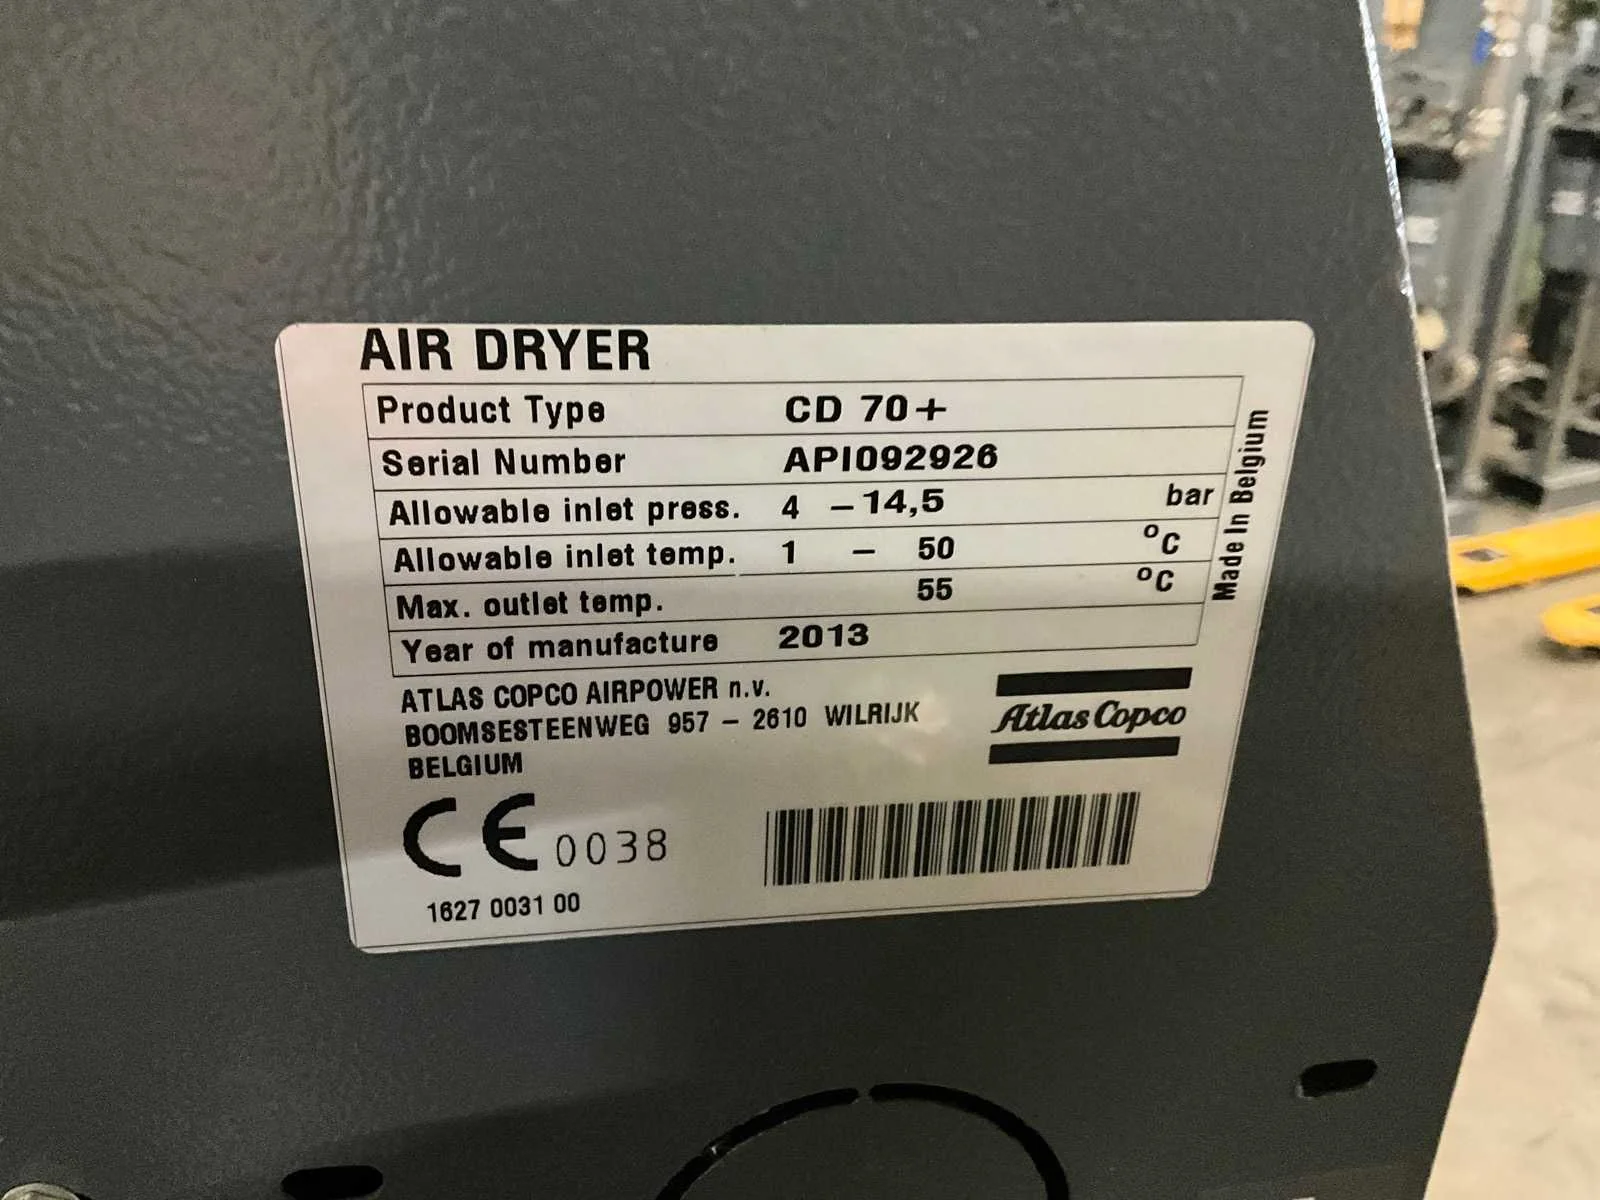 AIR DRYER
Product Type CD 70+
Serial Number API092926
Allowable inlet press. 4 – 14,5 bar
Allowable inlet temp. 1 – 50 °C
Max. outlet temp. 55 °C
Year of manufacture 2013
Made In Belgium
ATLAS COPCO AIRPOWER n.v.
BOOMSESTEENWEG 957 – 2610 WILRIJK
BELGIUM
Atlas Copco
CE 0038
1627 0031 00